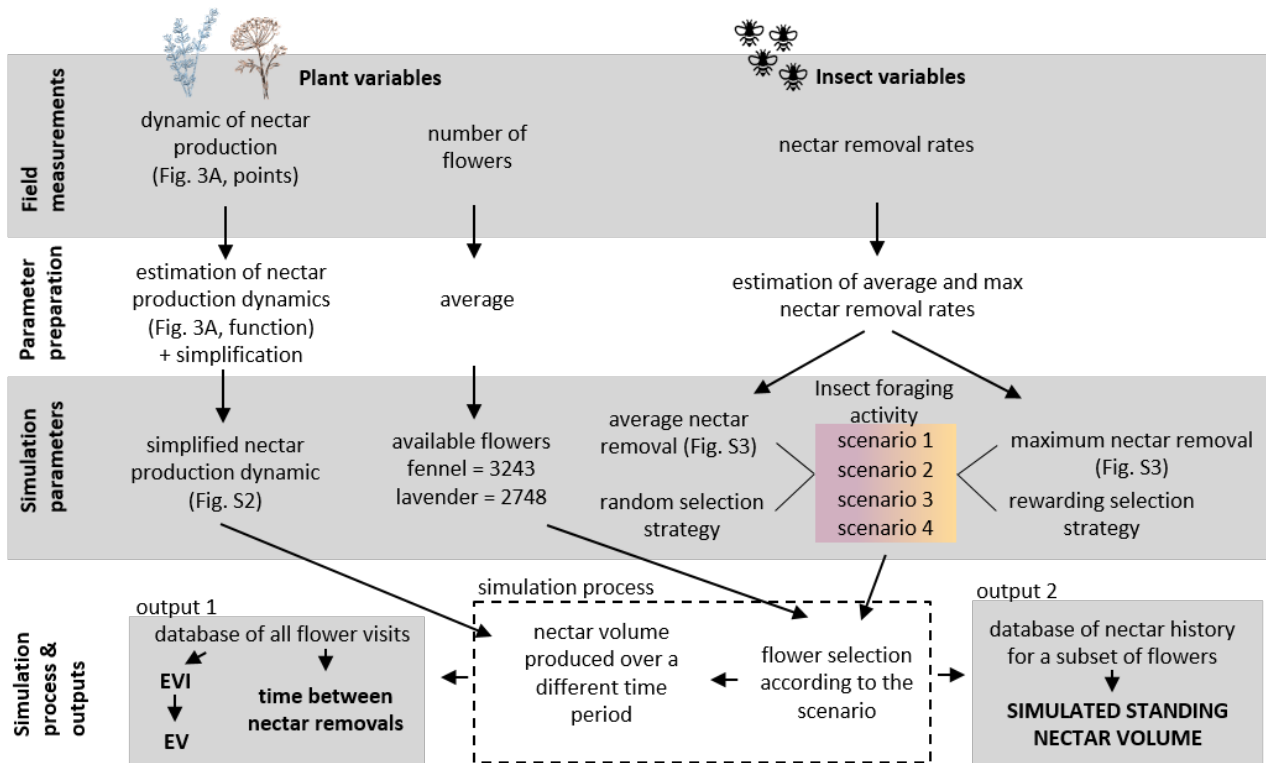 Plant variables
Insect variables
Field
measurements
dynamic of nectar
production
(Fig. 3A, points)
number of
flowers
nectar removal rates
Parameter
preparation
estimation of nectar
production dynamics
(Fig. 3A, function)
+ simplification
average
estimation of average and max
nectar removal rates
Simulation
parameters
simplified nectar
production dynamic
(Fig. S2)
available flowers
fennel = 3243
lavender = 2748
average nectar
removal (Fig. S3)
random selection
strategy
Insect foraging
activity
scenario 1
scenario 2
scenario 3
scenario 4
maximum nectar removal
(Fig. S3)
rewarding selection
strategy
Simulation
process &
outputs
output 1
database of all flower visits
EVI
EV
time between
nectar removals
simulation process
nectar volume
produced over a
different time
period
flower selection
according to the
scenario
output 2
database of nectar history
for a subset of flowers
SIMULATED STANDING
NECTAR VOLUME